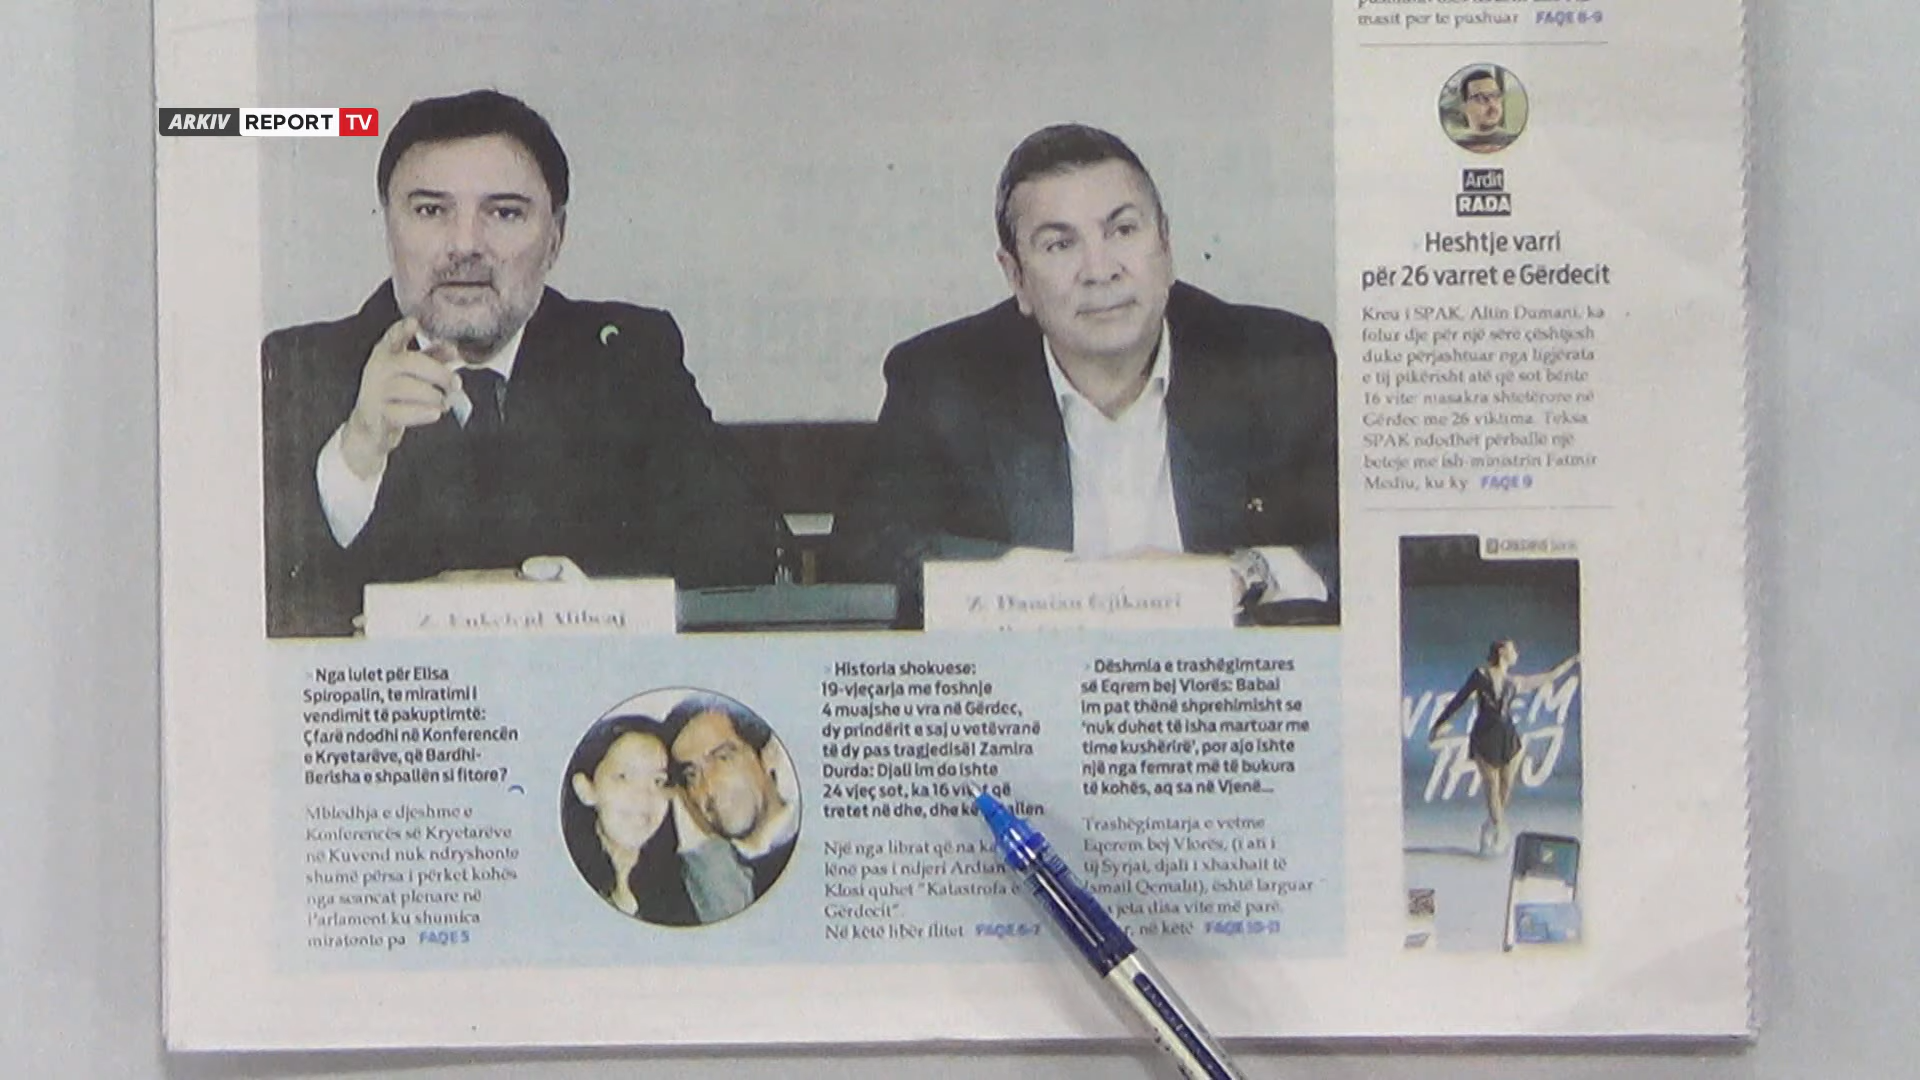 ARKIV REPORT TV
masit për të pushuar FAQE 8-9
Ardit
RADA
Heshtje varri
për 26 varret e Gërdecit
Kreu i SPAK, Altin Dumani, ka
folur dje për një sërë çështjesh
duke përjashtuar nga ligjërata
e tij pikërisht atë që sot bënte
16 vite: masakra shtetërore në
Gërdec me 26 viktima. Teksa
SPAK ndodhet përballë një
beteje me ish-ministrin Fatmir
Mediu, ku ky FAQE 9
Nga lulet për Elisa
Spiropalin, te miratimi i
vendimit të pakuptimtë:
Çfarë ndodhi në Konferencën
e Kryetarëve, që Bardhi-
Berisha e shpallën si fitore?
Mbledhja e djeshme e
Konferencës së Kryetarëve
në Kuvend nuk ndryshonte
shumë përsa i përket kohës
nga seancat plenare në
Parlament ku shumica
miratonte pa FAQE 5
Historia shokuese:
19-vjeçarja me foshnje
4 muajshe u vra në Gërdec,
dy prindërit e saj u vetëvranë
të dy pas tragjedisë! Zamira
Durda: Djali im do ishte
24 vjeç sot, ka 16 që
tretet në dhe, dhe
Një nga librat që na
lënë pas i ndjeri Ardian
Klosi quhet "Katastrofa e
Gërdecit".
Në këtë libër flitet FAQE 6-7
Dëshmia e trashëgimtares
së Eqrem bej Vlorës: Babai
im pat thënë shprehimisht se
'nuk duhet të isha martuar me
time kushërirë', por ajo ishte
një nga femrat më të bukura
të kohës, aq sa në Vjenë...
Trashëgimtarja e vetme
Eqerem bej Vlorës, (i ati i
tij Syrjai, djali i xhaxhait të
Ismail Qemalit), është larguar
jeta disa vite më parë.
në këtë FAQE 10-11